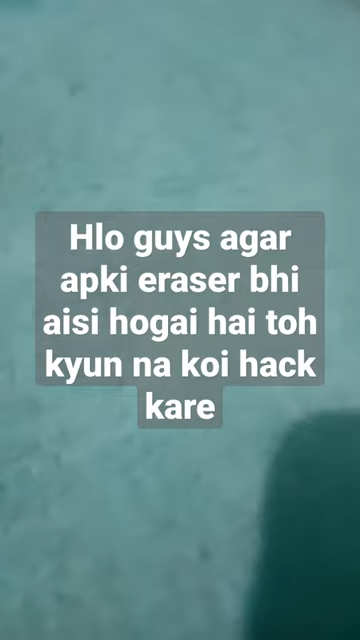 Hlo guys agar
apki eraser bhi
aisi hogai hai toh
kyun na koi hack
kare